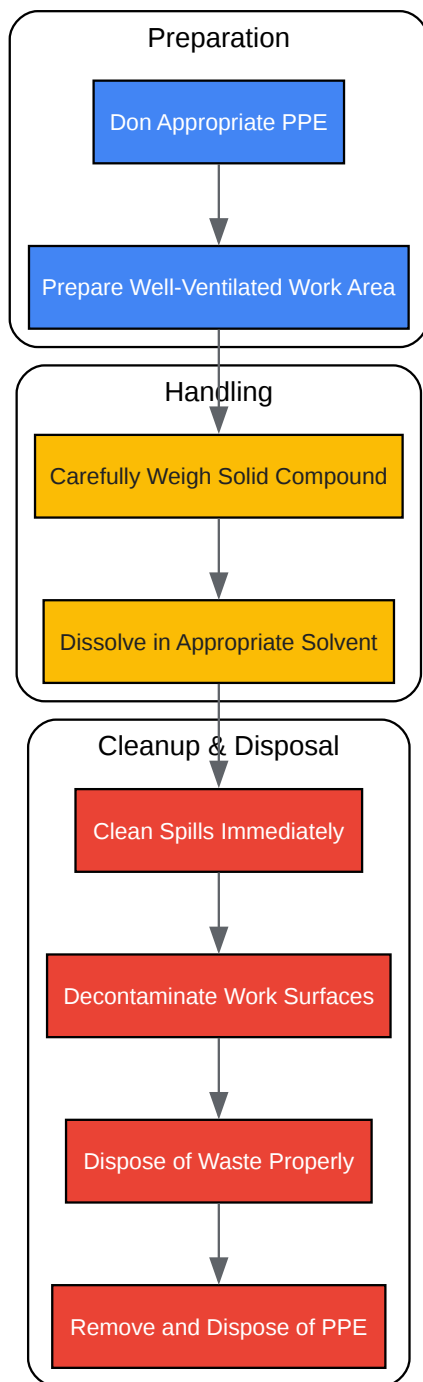 Preparation
Don Appropriate PPE
Prepare Well-Ventilated Work Area
Handling
Carefully Weigh Solid Compound
Dissolve in Appropriate Solvent
Cleanup & Disposal
Clean Spills Immediately
Decontaminate Work Surfaces
Dispose of Waste Properly
Remove and Dispose of PPE